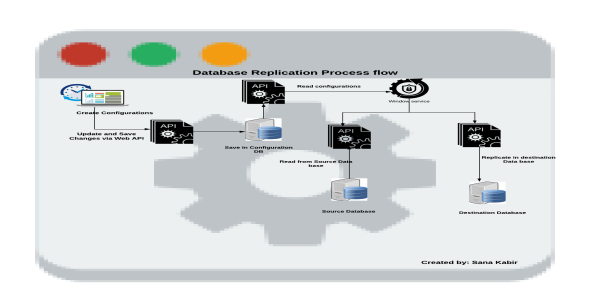 Database Replication Process flow
API
Read configurations
Window service
Create Configurations
Update and Save
Changes via Web API
API
Save in Configuration
DB
API
API
Read from Source Data
base
Replicate in destination
Data base
Source Database
Destination Database
Created by: Sana Kabir